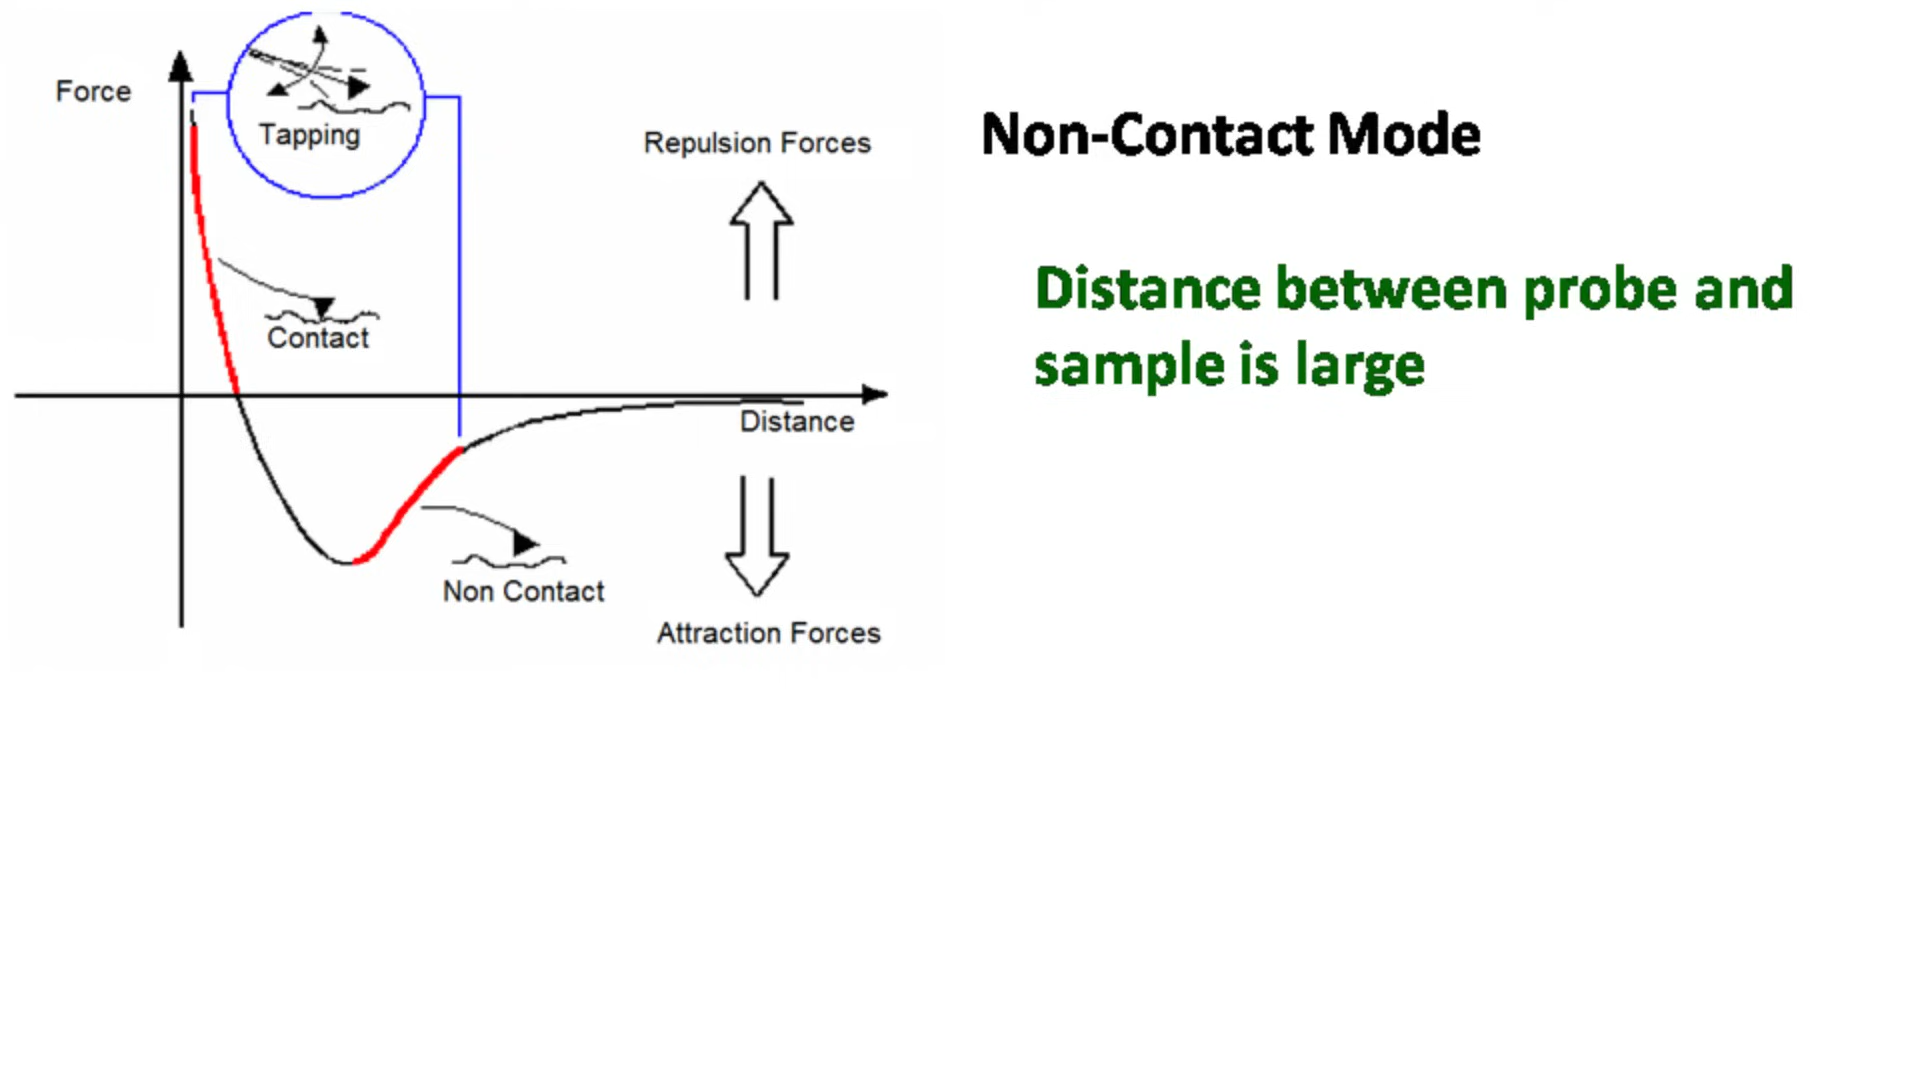 Force
Tapping
Contact
Repulsion Forces
Distance
Non Contact
Attraction Forces
Non-Contact Mode
Distance between probe and
sample is large